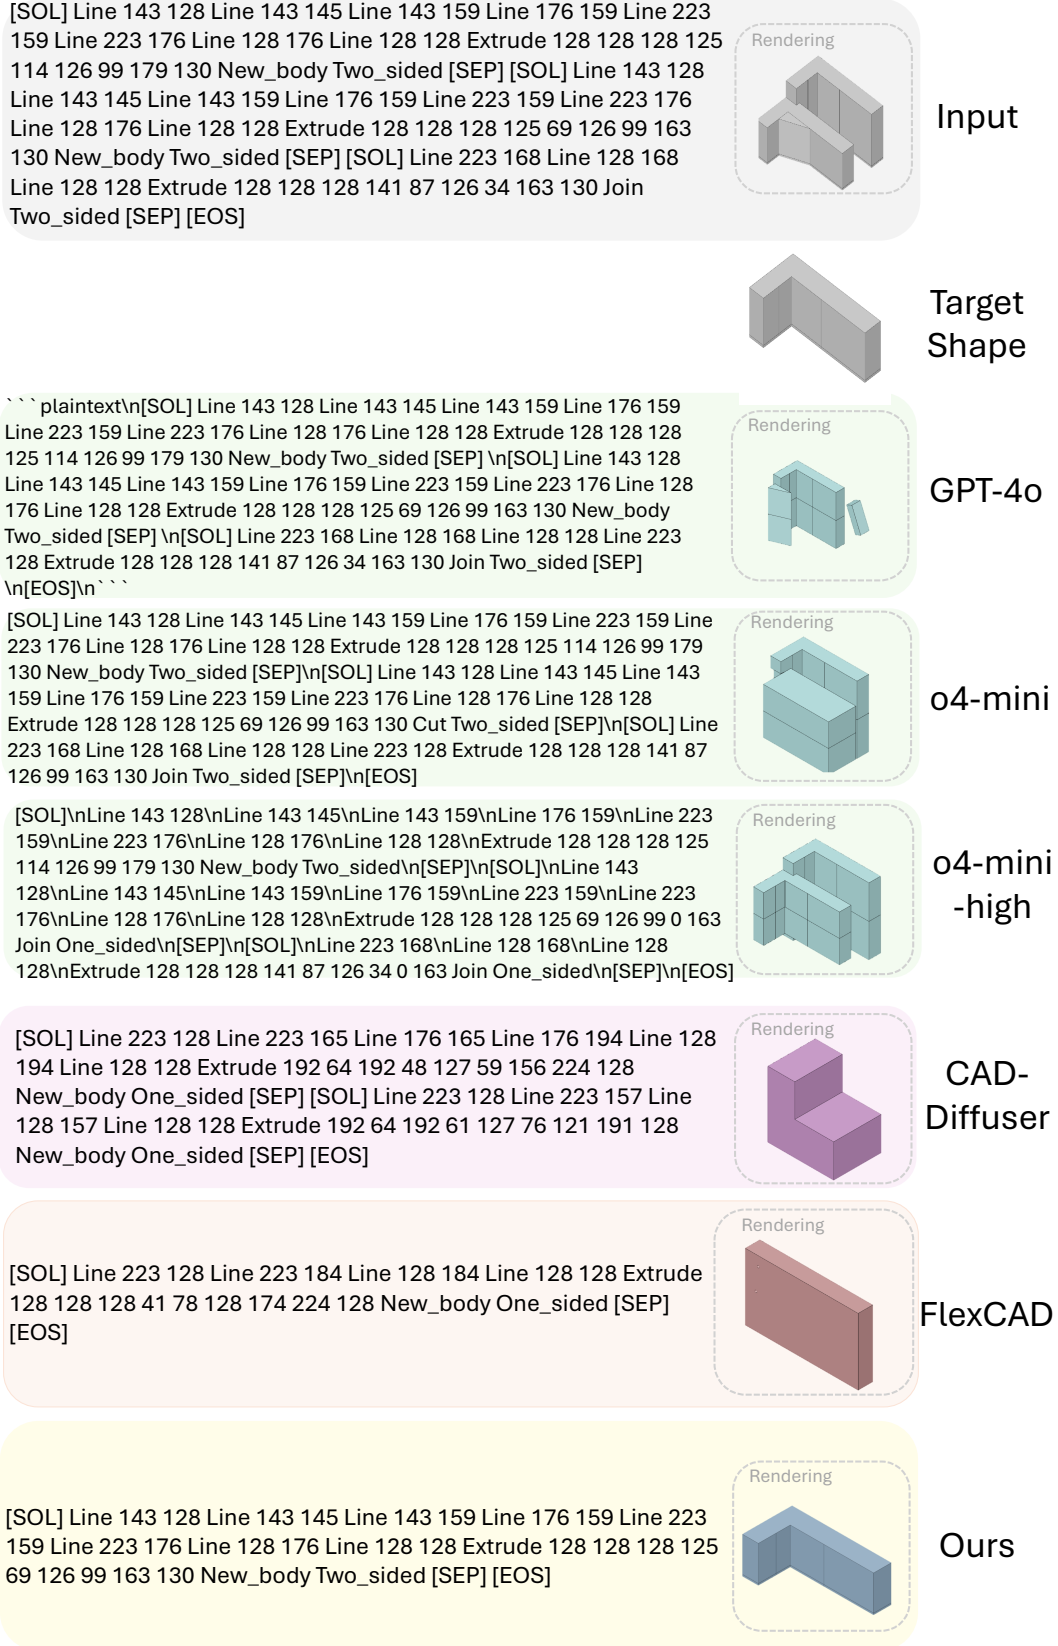 [SOL] Line 143 128 Line 143 145 Line 143 159 Line 176 159 Line 223
159 Line 223 176 Line 128 176 Line 128 128 Extrude 128 128 128 125
114 126 99 179 130 New_body Two_sided [SEP] [SOL] Line 143 128
Line 143 145 Line 143 159 Line 176 159 Line 223 159 Line 223 176
Line 128 176 Line 128 128 Extrude 128 128 128 125 69 126 99 163
130 New_body Two_sided [SEP] [SOL] Line 223 168 Line 128 168
Line 128 128 Extrude 128 128 128 141 87 126 34 163 130 Join
Two_sided [SEP] [EOS]
Rendering
Input
Target
Shape
```plaintext\n[SOL] Line 143 128 Line 143 145 Line 143 159 Line 176 159
Line 223 159 Line 223 176 Line 128 176 Line 128 128 Extrude 128 128 128
125 114 126 99 179 130 New_body Two_sided [SEP] \n[SOL] Line 143 128
Line 143 145 Line 143 159 Line 176 159 Line 223 159 Line 223 176 Line 128
176 Line 128 128 Extrude 128 128 128 125 69 126 99 163 130 New_body
Two_sided [SEP] \n[SOL] Line 223 168 Line 128 168 Line 128 128 Line 223
128 Extrude 128 128 128 141 87 126 34 163 130 Join Two_sided [SEP]
\n[EOS]\n```
Rendering
GPT-4o
[SOL] Line 143 128 Line 143 145 Line 143 159 Line 176 159 Line 223 159 Line
223 176 Line 128 176 Line 128 128 Extrude 128 128 128 125 114 126 99 179
130 New_body Two_sided [SEP]\n[SOL] Line 143 128 Line 143 145 Line 143
159 Line 176 159 Line 223 159 Line 223 176 Line 128 176 Line 128 128
Extrude 128 128 128 125 69 126 99 163 130 Cut Two_sided [SEP]\n[SOL] Line
223 168 Line 128 168 Line 128 128 Line 223 128 Extrude 128 128 128 141 87
126 99 163 130 Join Two_sided [SEP]\n[EOS]
Rendering
o4-mini
[SOL]\nLine 143 128\nLine 143 145\nLine 143 159\nLine 176 159\nLine 223
159\nLine 223 176\nLine 128 176\nLine 128 128\nExtrude 128 128 128 125
114 126 99 179 130 New_body Two_sided\n[SEP]\n[SOL]\nLine 143
128\nLine 143 145\nLine 143 159\nLine 176 159\nLine 223 159\nLine 223
176\nLine 128 176\nLine 128 128\nExtrude 128 128 128 125 69 126 99 0 163
Join One_sided\n[SEP]\n[SOL]\nLine 223 168\nLine 128 168\nLine 128
128\nExtrude 128 128 128 141 87 126 34 0 163 Join One_sided\n[SEP]\n[EOS]
Rendering
o4-mini
-high
[SOL] Line 223 128 Line 223 165 Line 176 165 Line 176 194 Line 128
194 Line 128 128 Extrude 192 64 192 48 127 59 156 224 128
New_body One_sided [SEP] [SOL] Line 223 128 Line 223 157 Line
128 157 Line 128 128 Extrude 192 64 192 61 127 76 121 191 128
New_body One_sided [SEP] [EOS]
Rendering
CAD-
Diffuser
[SOL] Line 223 128 Line 223 184 Line 128 184 Line 128 128 Extrude
128 128 128 41 78 128 174 224 128 New_body One_sided [SEP]
[EOS]
Rendering
FlexCAD
[SOL] Line 143 128 Line 143 145 Line 143 159 Line 176 159 Line 223
159 Line 223 176 Line 128 176 Line 128 128 Extrude 128 128 128 125
69 126 99 163 130 New_body Two_sided [SEP] [EOS]
Rendering
Ours